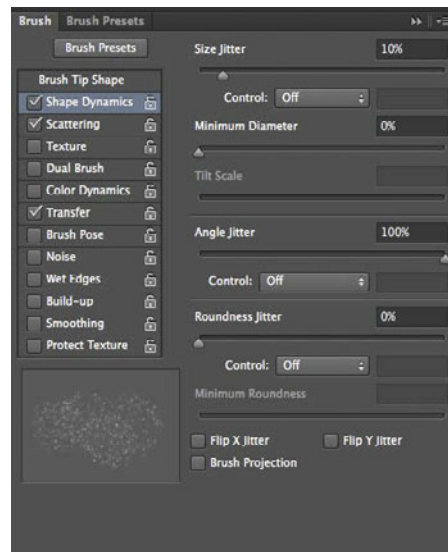 Brush Brush Presets
Brush Presets
Brush Tip Shape
Shape Dynamics
Scattering
Texture
Dual Brush
Color Dynamics
Transfer
Brush Pose
Noise
Wet Edges
Build-up
Smoothing
Protect Texture
Size Jitter 10%
Control: Off
Minimum Diameter 0%
Tilt Scale
Angle Jitter 100%
Control: Off
Roundness Jitter 0%
Control: Off
Minimum Roundness
Flip X Jitter Flip Y Jitter
Brush Projection